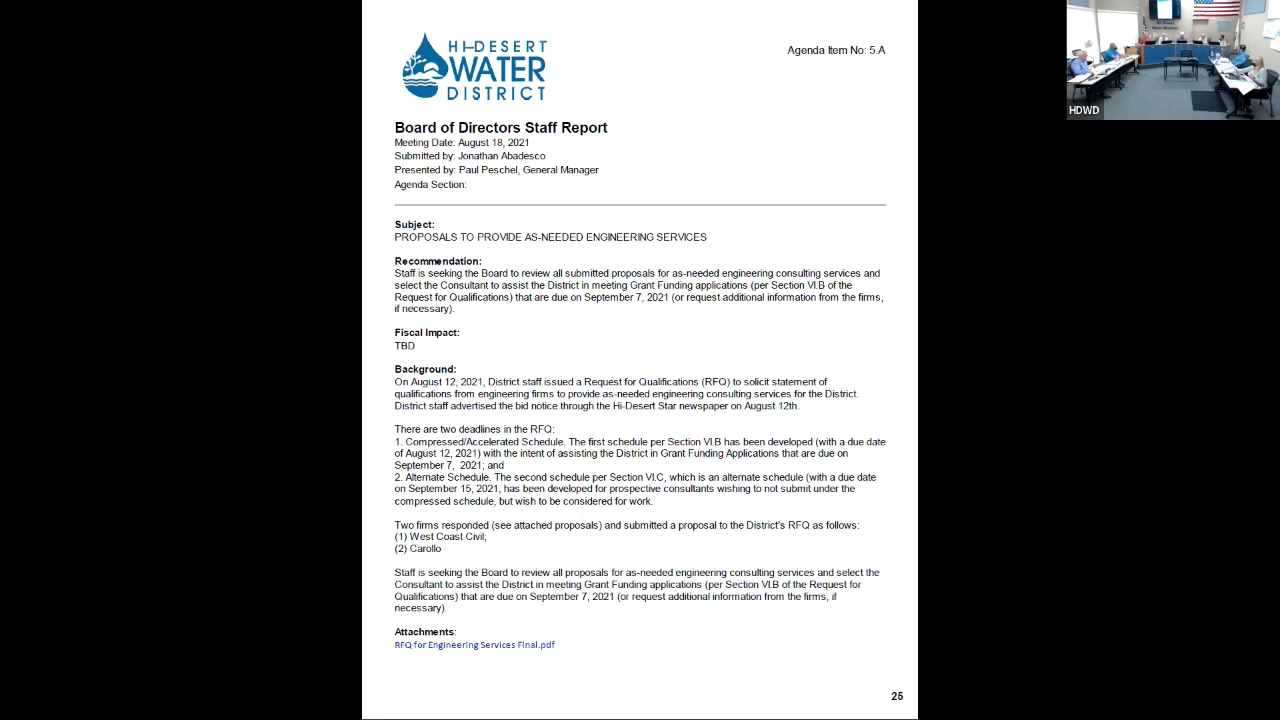 HI-DESERT
WATER
DISTRICT
Agenda Item No: 5.A
HDWD
Board of Directors Staff Report
Meeting Date: August 18, 2021
Submitted by: Jonathan Abadesco
Presented by: Paul Peschel, General Manager
Agenda Section:
Subject:
PROPOSALS TO PROVIDE AS-NEEDED ENGINEERING SERVICES
Recommendation:
Staff is seeking the Board to review all submitted proposals for as-needed engineering consulting services and
select the Consultant to assist the District in meeting Grant Funding applications (per Section VI.B of the
Request for Qualifications) that are due on September 7, 2021 (or request additional information from the firms,
if necessary).
Fiscal Impact:
TBD
Background:
On August 12, 2021, District staff issued a Request for Qualifications (RFQ) to solicit statement of
qualifications from engineering firms to provide as-needed engineering consulting services for the District.
District staff advertised the bid notice through the Hi-Desert Star newspaper on August 12th.
There are two deadlines in the RFQ:
1. Compressed/Accelerated Schedule. The first schedule per Section VI.B has been developed (with a due date
of August 12, 2021) with the intent of assisting the District in Grant Funding Applications that are due on
September 7, 2021; and
2. Alternate Schedule. The second schedule per Section VI.C, which is an alternate schedule (with a due date
on September 15, 2021, has been developed for prospective consultants wishing to not submit under the
compressed schedule, but wish to be considered for work.
Two firms responded (see attached proposals) and submitted a proposal to the District's RFQ as follows:
(1) West Coast Civil;
(2) Carollo
Staff is seeking the Board to review all proposals for as-needed engineering consulting services and select the
Consultant to assist the District in meeting Grant Funding applications (per Section VI.B of the Request for
Qualifications) that are due on September 7, 2021 (or request additional information from the firms, if
necessary).
Attachments:
RFQ for Engineering Services Final.pdf
25